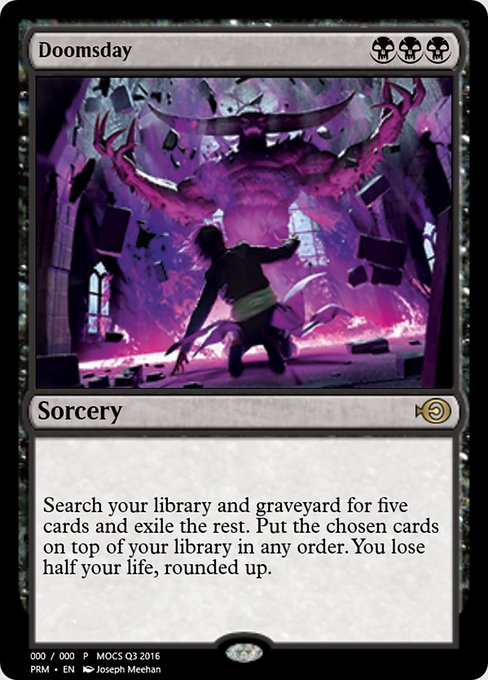 Doomsday
Sorcery
Search your library and graveyard for five
cards and exile the rest. Put the chosen cards
on top of your library in any order. You lose
half your life, rounded up.
000 / 000 P MOCS Q3 2016
PRM • EN Joseph Meehan